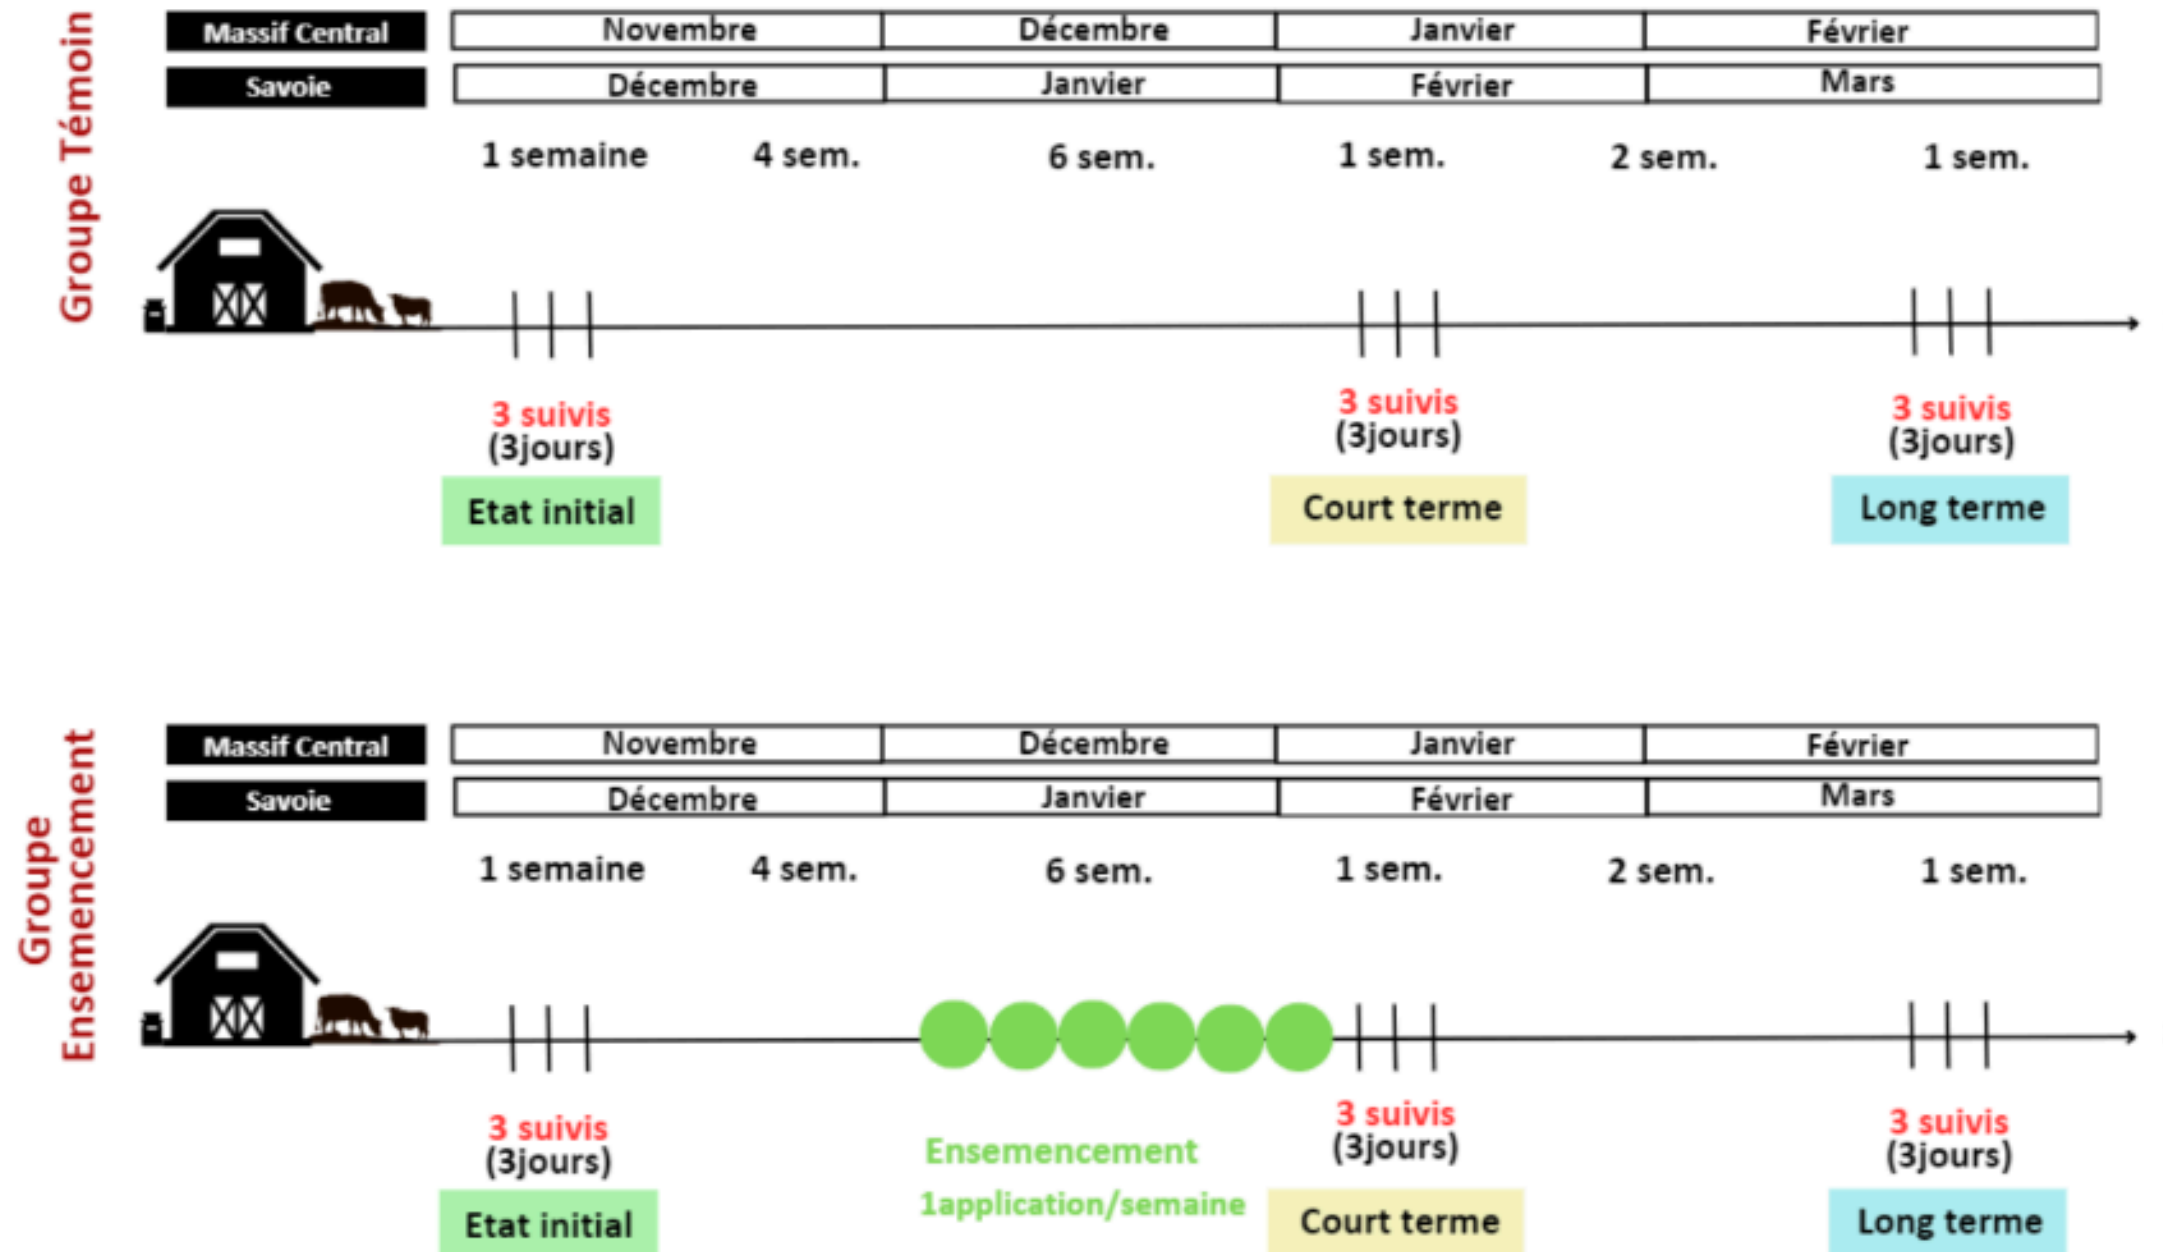 Groupe Témoin
Massif Central Novembre Décembre Janvier Février
Savoie Décembre Janvier Février Mars
1 semaine 4 sem. 6 sem. 1 sem. 2 sem. 1 sem.
3 suivis 3 suivis 3 suivis
(3jours) (3jours) (3jours)
Etat initial Court terme Long terme
Groupe
Ensemencement
Massif Central Novembre Décembre Janvier Février
Savoie Décembre Janvier Février Mars
1 semaine 4 sem. 6 sem. 1 sem. 2 sem. 1 sem.
3 suivis 3 suivis 3 suivis
(3jours) Ensemencement (3jours) (3jours)
1application/semaine
Etat initial Court terme Long terme